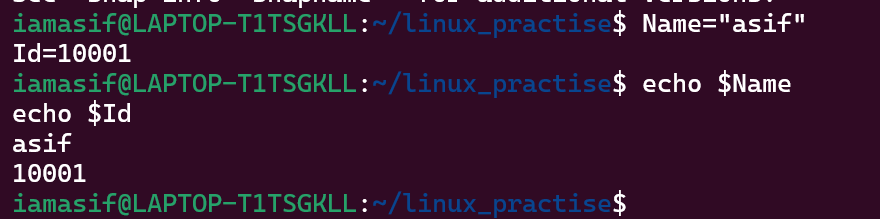 iamasif@LAPTOP-T1TSGKLL:~/linux_practise$ Name="asif"
Id=10001
iamasif@LAPTOP-T1TSGKLL:~/linux_practise$ echo $Name
echo $Id
asif
10001
iamasif@LAPTOP-T1TSGKLL:~/linux_practise$